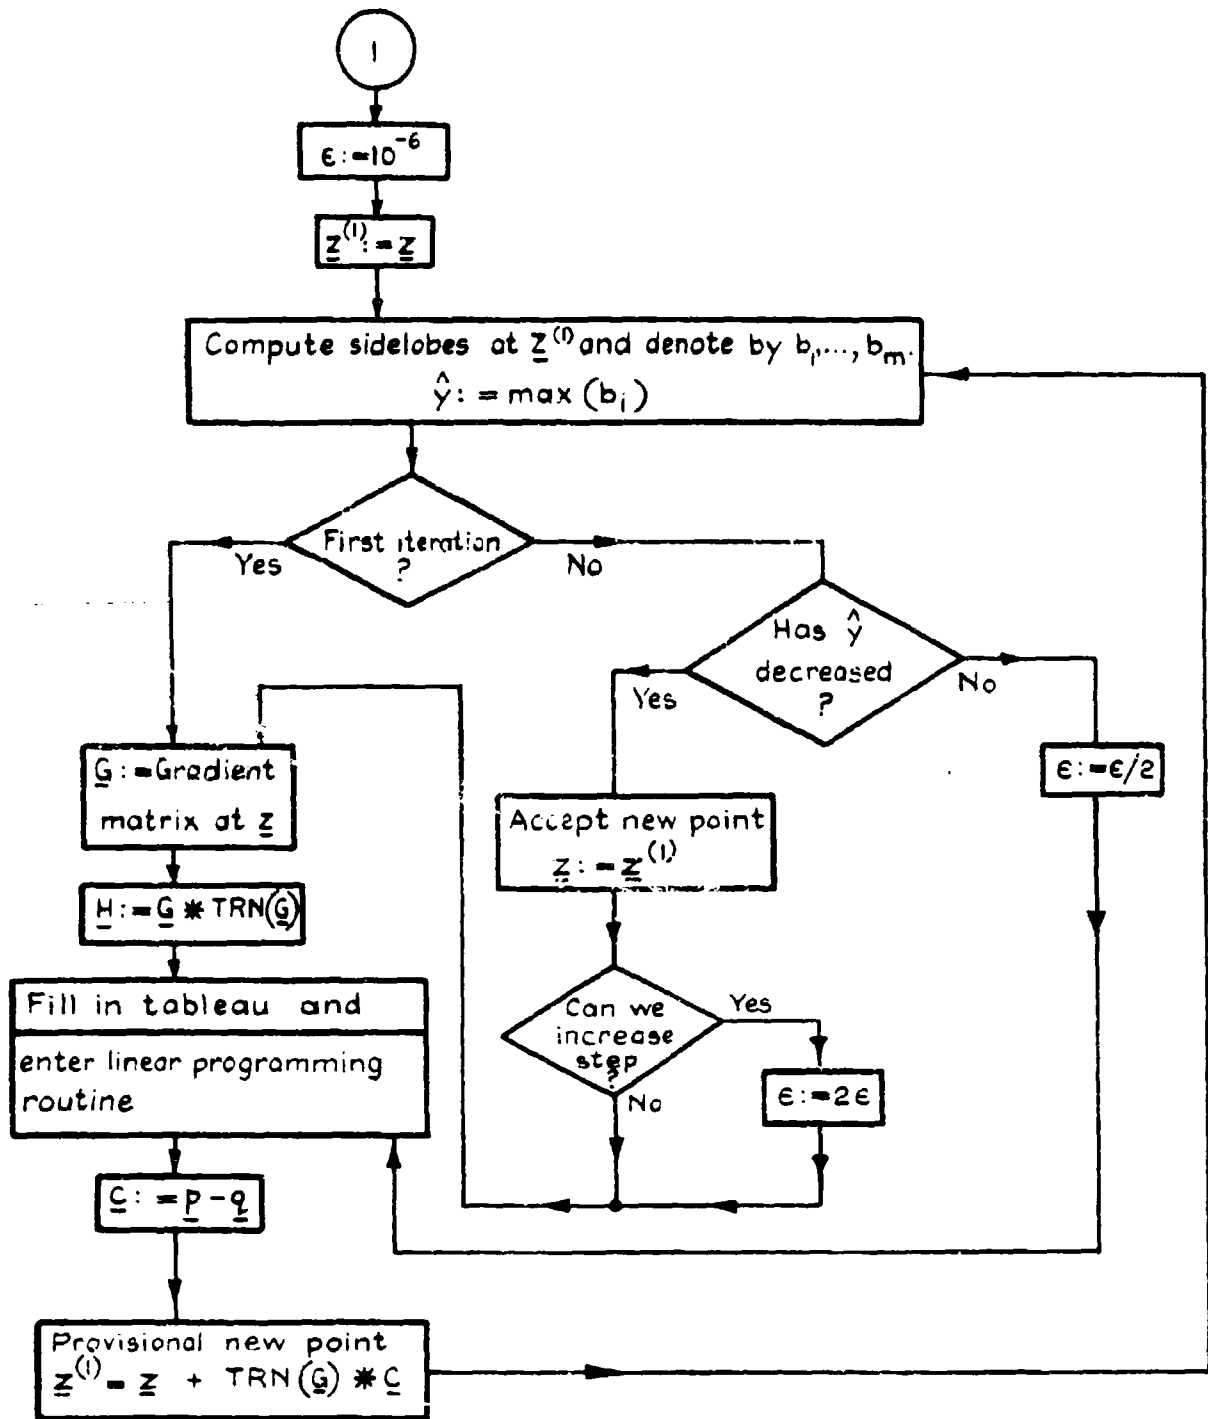 1
ϵ:=10⁻⁶
z̲⁽¹⁾:=z̲
Compute sidelobes at z̲⁽¹⁾ and denote by b₁,...,bₘ.
ŷ:=max(bᵢ)
First iteration
?
Yes
No
Has ŷ
decreased
?
Yes
No
G̲:=Gradient
matrix at z̲
ϵ:=ϵ/2
Accept new point
z̲:=z̲⁽¹⁾
H̲:=G̲ * TRN(G̲)
Fill in tableau and
enter linear programming
routine
Can we
increase
step
?
Yes
No
ϵ:=2ϵ
c̲:=p̲-q̲
Provisional new point
z̲⁽¹⁾= z̲ + TRN(G̲) * c̲